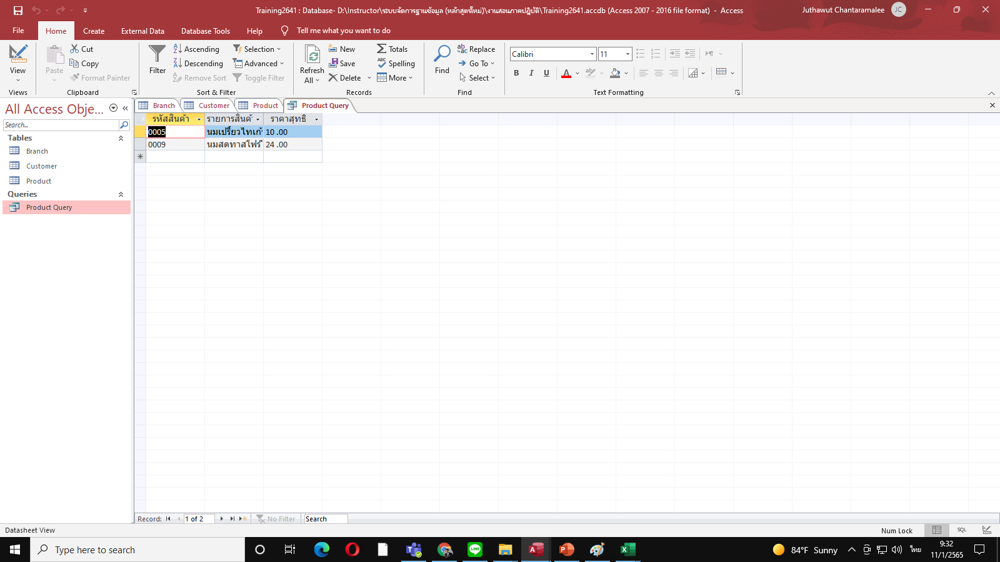 Training2641 : Database- D:\Instructor\ระบบจัดการฐานข้อมูล (หลักสูตรใหม่)\งานสอนภาคปฏิบัติ\Training2641.accdb (Access 2007 - 2016 file format) - Access
Juthawut Chantaramalee JC
File Home Create External Data Database Tools Help Tell me what you want to do
View
Views
Paste
Cut
Copy
Format Painter
Clipboard
Filter
Ascending
Descending
Remove Sort
Selection
Advanced
Toggle Filter
Sort & Filter
Refresh
All
New
Save
Delete
Totals
Spelling
More
Records
Find
Replace
Go To
Select
Find
Calibri 11
B I U
Text Formatting
All Access Obje...
Search...
Tables
Branch
Customer
Product
Queries
Product Query
Branch Customer Product Product Query
รหัสสินค้า รายการสินค้ ราคาสุทธิ
0005 นมเปรี้ยวไทเก้ 10 .00
0009 นมสดทาสโฟร์ 24 .00
Record: 1 of 2 No Filter Search
Datasheet View
Num Lock SQL
Type here to search
84°F Sunny ไทย
9:32
11/1/2565